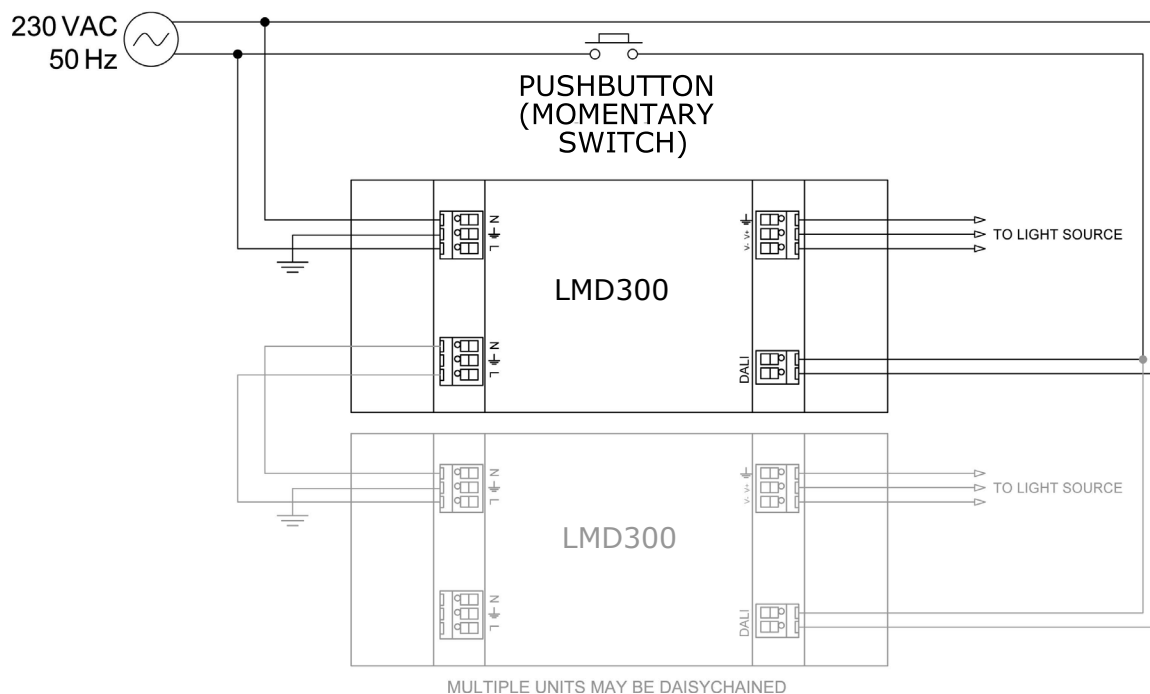 230 VAC
50 Hz
PUSHBUTTON
(MOMENTARY
SWITCH)
N
L
V+
V-
TO LIGHT SOURCE
LMD300
N
L
DALI
N
L
V+
V-
TO LIGHT SOURCE
LMD300
N
L
DALI
MULTIPLE UNITS MAY BE DAISYCHAINED